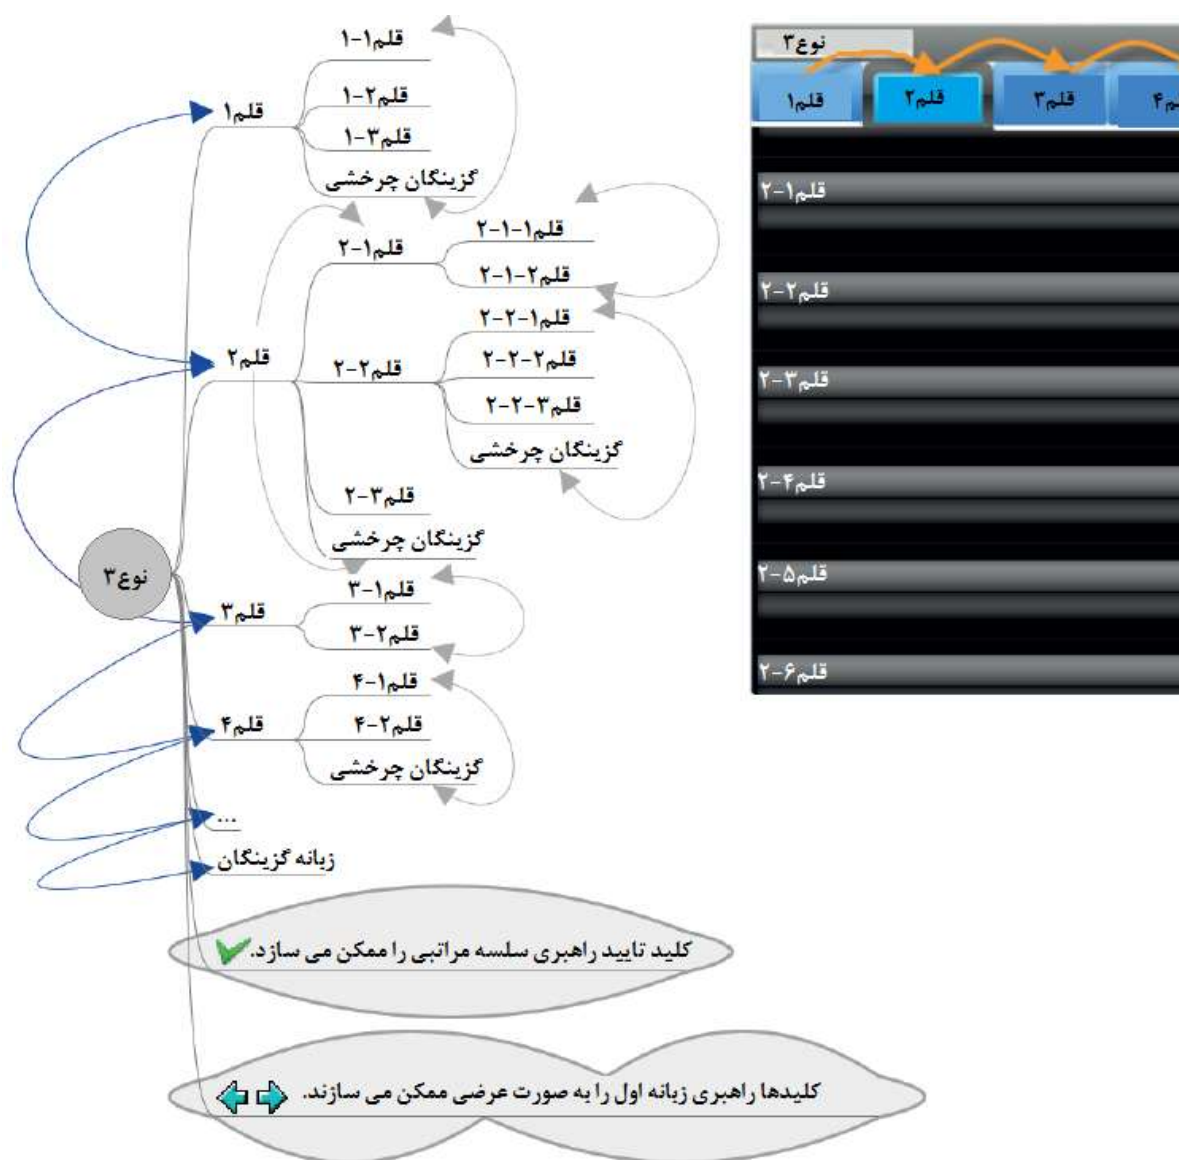 قلم۱-۱
قلم۲-۱
قلم۳-۱
گزینگان چرخشی
قلم۱
قلم۱-۲
قلم۱-۱-۲
قلم۲-۱-۲
قلم۲
قلم۲-۲
قلم۱-۲-۲
قلم۲-۲-۲
قلم۳-۲-۲
گزینگان چرخشی
قلم۳-۲
گزینگان چرخشی
نوع۳
قلم۳
قلم۱-۳
قلم۲-۳
قلم۴
قلم۱-۴
قلم۲-۴
گزینگان چرخشی
...
زبانه گزینگان
کلید تایید راهبری سلسه مراتبی را ممکن می سازد.
کلیدها راهبری زبانه اول را به صورت عرضی ممکن می سازند.
نوع۳
قلم۱
قلم۲
قلم۳
قلم۱-۲
قلم۲-۲
قلم۳-۲
قلم۴-۲
قلم۵-۲
قلم۶-۲